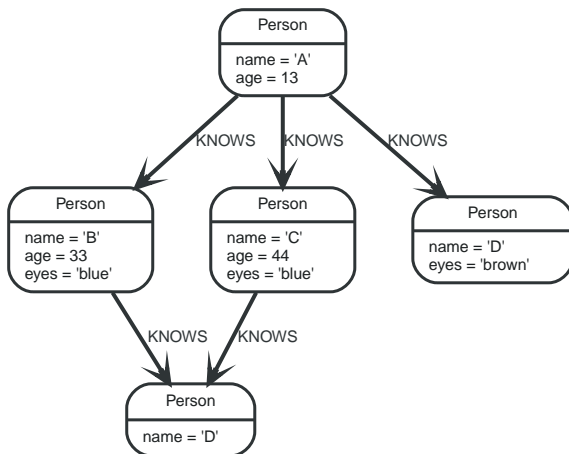 Person
name = 'A'
age = 13
KNOWS
KNOWS
KNOWS
Person
name = 'B'
age = 33
eyes = 'blue'
Person
name = 'C'
age = 44
eyes = 'blue'
Person
name = 'D'
eyes = 'brown'
KNOWS
KNOWS
Person
name = 'D'